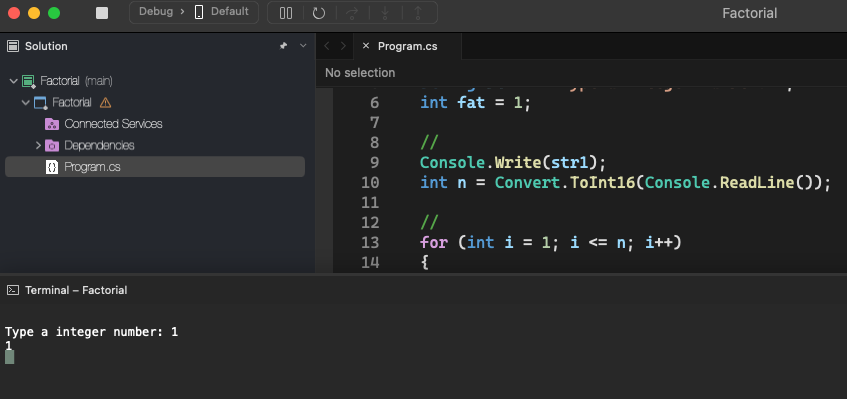 Debug › Default
Factorial
Solution
Program.cs
No selection
Factorial (main)
Factorial
Connected Services
Dependencies
Program.cs
6 int fat = 1;
7
8 //
9 Console.Write(str1);
10 int n = Convert.ToInt16(Console.ReadLine());
11
12 //
13 for (int i = 1; i <= n; i++)
14 {
Terminal – Factorial
Type a integer number: 1
1